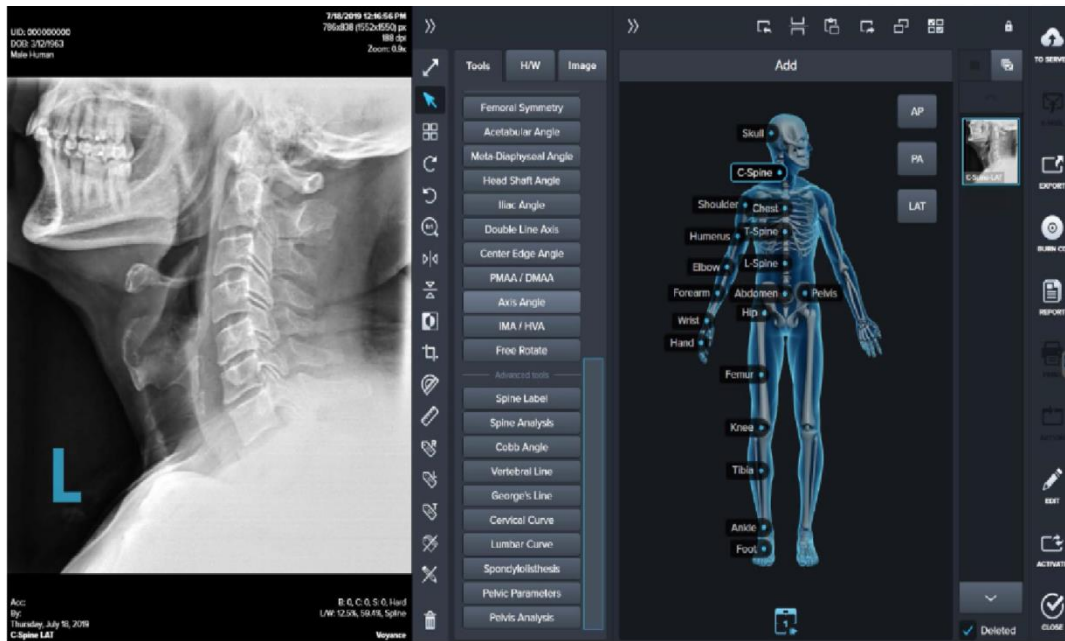 UID: 000000000
DOB: 3/12/1963
Male Human
7/18/2019 12:16:56 PM
786x838 (1552x1550) px
188 dpi
Zoom: 0.9x
L
Acc:
By:
Thursday, July 18, 2019
C-Spine LAT
B: 0, C: 0, S: 0, Hard
L/W: 12.5%, 59.4%, Spine
Voyance
Tools
H/W
Image
Femoral Symmetry
Acetabular Angle
Meta-Diaphyseal Angle
Head Shaft Angle
Iliac Angle
Double Line Axis
Center Edge Angle
PMAA / DMAA
Axis Angle
IMA / HVA
Free Rotate
Advanced tools
Spine Label
Spine Analysis
Cobb Angle
Vertebral Line
George's Line
Cervical Curve
Lumbar Curve
Spondylolisthesis
Pelvic Parameters
Pelvis Analysis
Add
AP
PA
LAT
Skull
C-Spine
Shoulder
Chest
T-Spine
Humerus
L-Spine
Elbow
Forearm
Abdomen
Pelvis
Hip
Wrist
Hand
Femur
Knee
Tibia
Ankle
Foot
1
C-Spine LAT
Deleted
TO SERVE
EXPORT
BURN CD
REPORT
EDIT
ACTIVATE
CLOSE